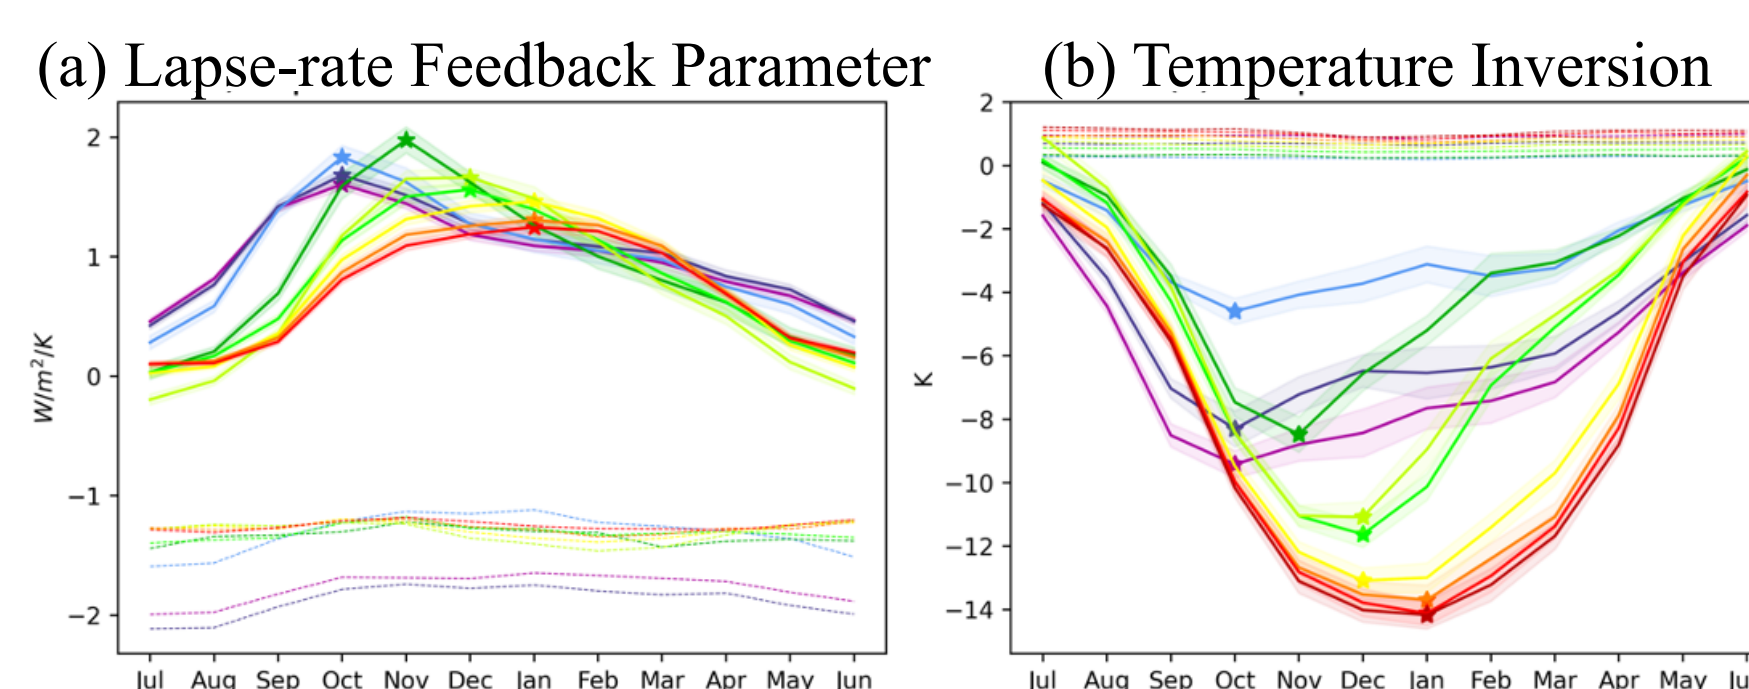 (a) Lapse-rate Feedback Parameter
(b) Temperature Inversion
2
1
0
−1
−2
W/m²/K
Jul Aug Sep Oct Nov Dec Jan Feb Mar Apr May Jun
2
0
−2
−4
−6
−8
−10
−12
−14
K
Jul Aug Sep Oct Nov Dec Jan Feb Mar Apr May Ju